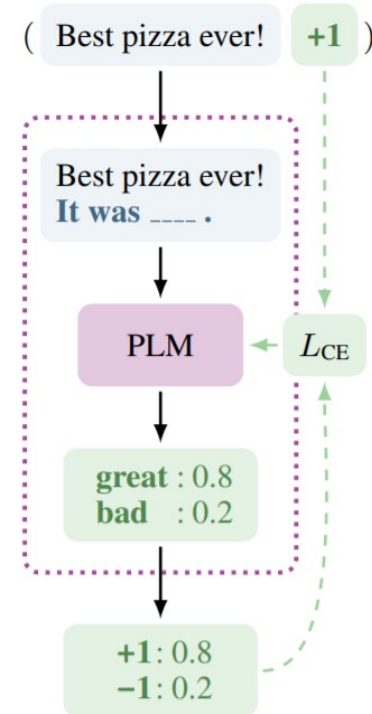 ( Best pizza ever! +1 )
Best pizza ever!
It was ____ .
PLM
L_CE
great : 0.8
bad : 0.2
+1: 0.8
−1: 0.2